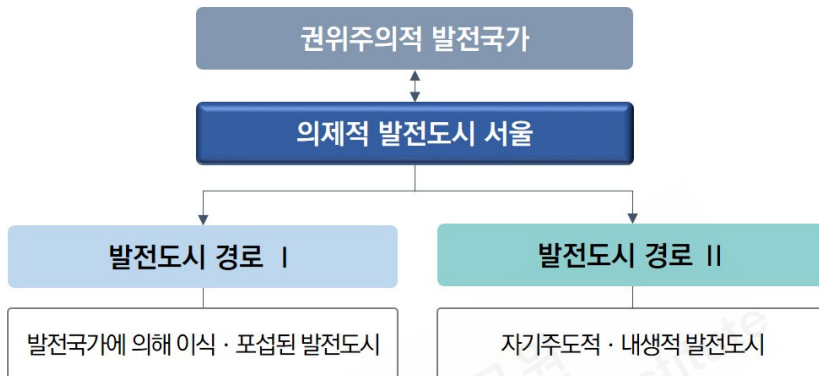 권위주의적 발전국가
의제적 발전도시 서울
발전도시 경로 Ⅰ
발전도시 경로 Ⅱ
발전국가에 의해 이식 · 포섭된 발전도시
자기주도적 · 내생적 발전도시